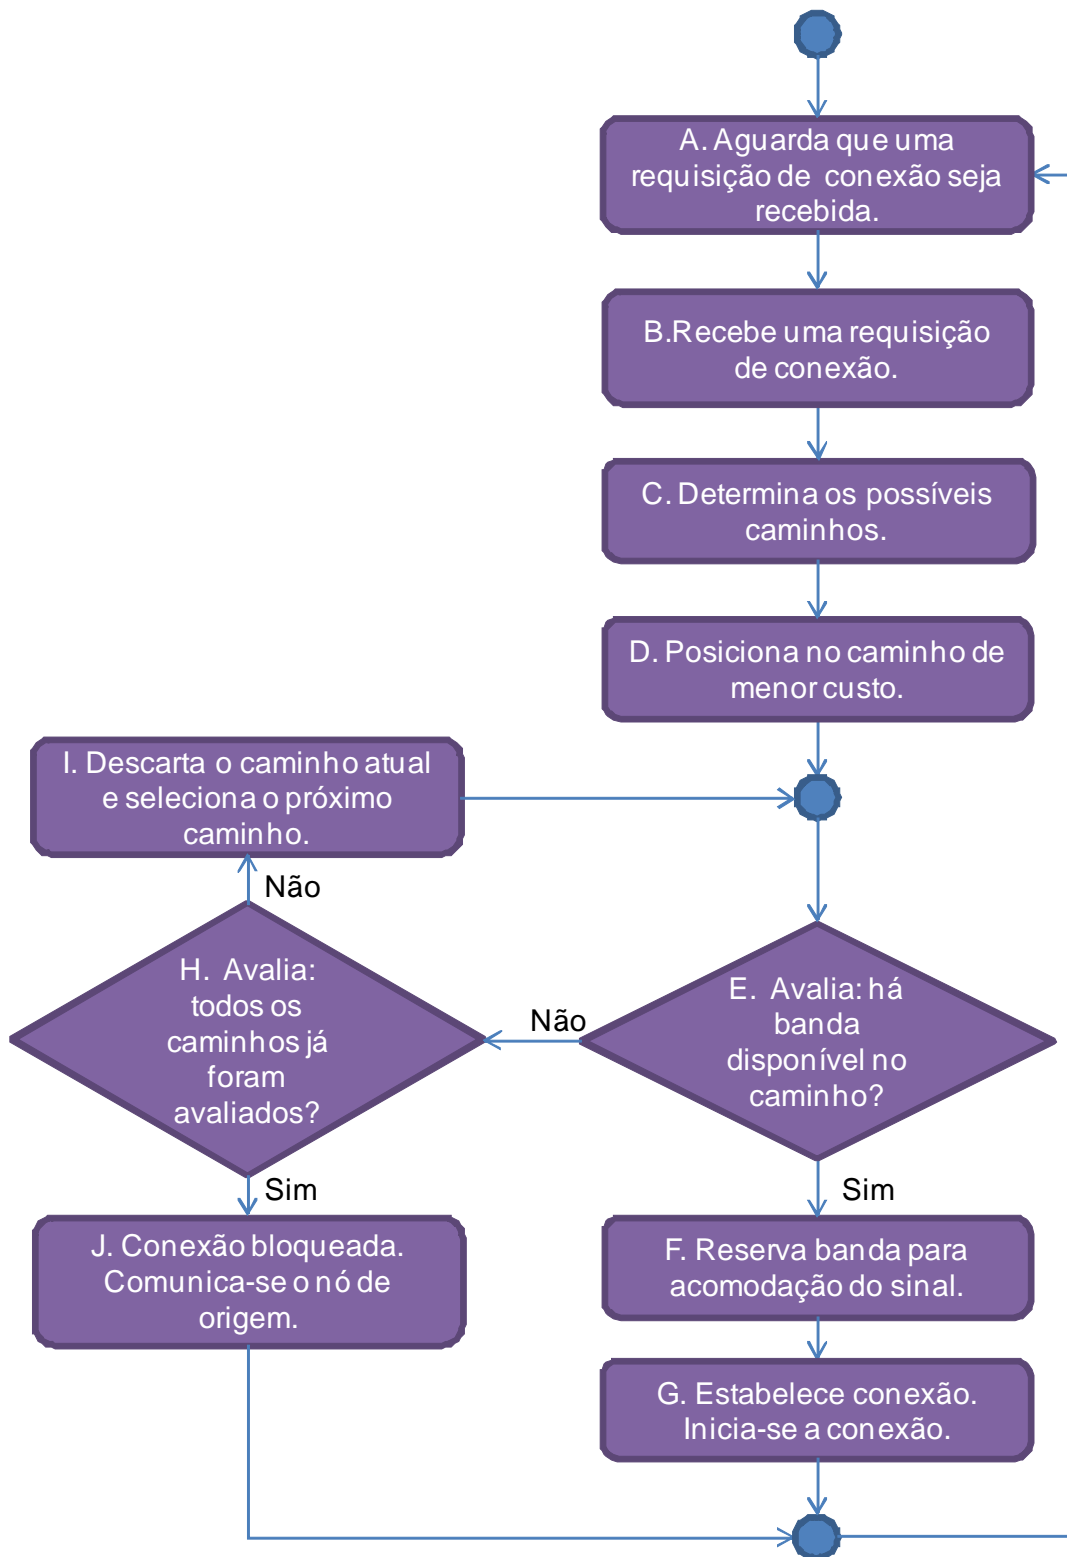 A. Aguarda que uma
requisição de conexão seja
recebida.
B.Recebe uma requisição
de conexão.
C. Determina os possíveis
caminhos.
D. Posiciona no caminho de
menor custo.
I. Descarta o caminho atual
e seleciona o próximo
caminho.
Não
H. Avalia:
todos os
caminhos já
foram
avaliados?
Não
E. Avalia: há
banda
disponível no
caminho?
Sim
Sim
J. Conexão bloqueada.
Comunica-se o nó de
origem.
F. Reserva banda para
acomodação do sinal.
G. Estabelece conexão.
Inicia-se a conexão.